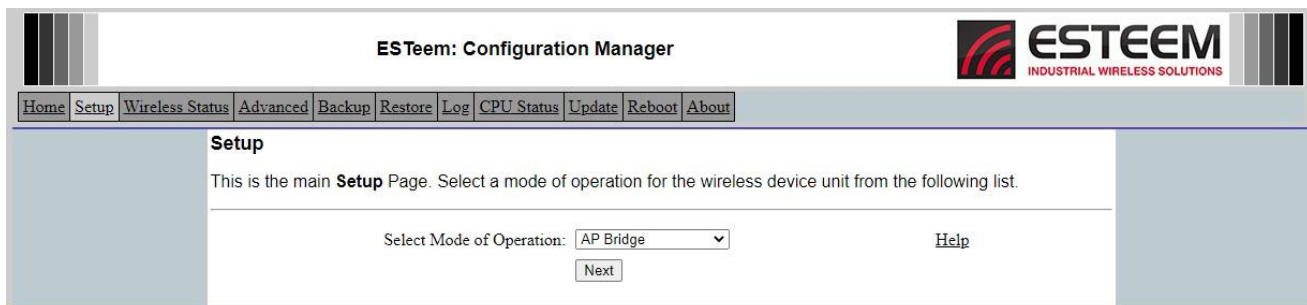 ESTeem: Configuration Manager
ESTEEM
INDUSTRIAL WIRELESS SOLUTIONS
Home Setup Wireless Status Advanced Backup Restore Log CPU Status Update Reboot About
Setup
This is the main Setup Page. Select a mode of operation for the wireless device unit from the following list.
Select Mode of Operation: AP Bridge Help
Next